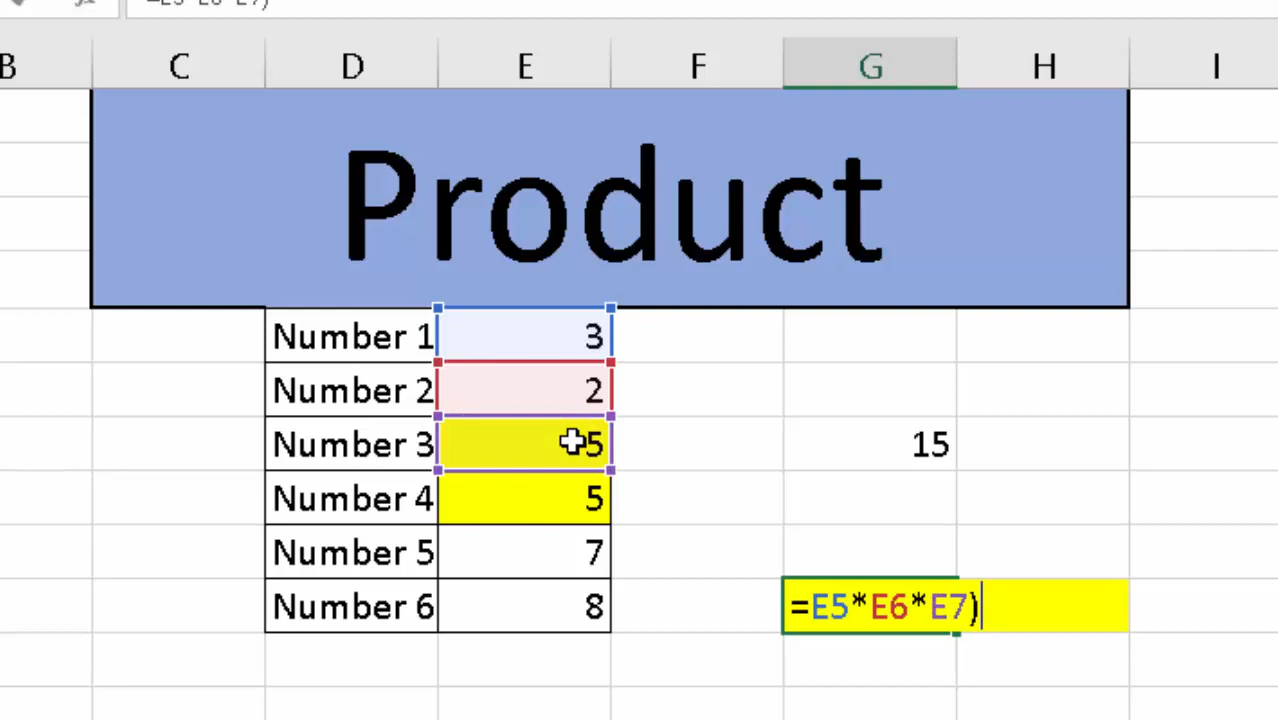 B C D E F G H I
Product
Number 1 3
Number 2 2
Number 3 5 15
Number 4 5
Number 5 7
Number 6 8 =E5*E6*E7)